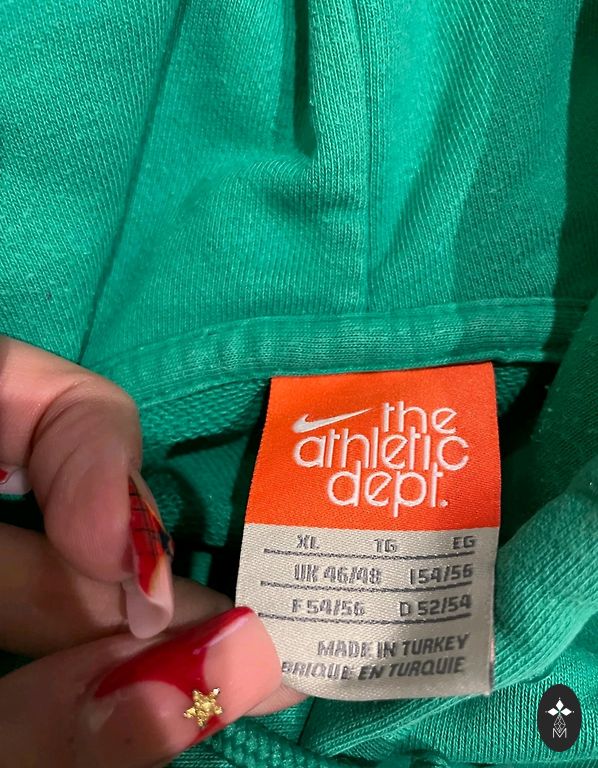 the
athletic
dept.
XL TG EG
UK 46/48 I 54/56
F 54/56 D 52/54
MADE IN TURKEY
BRIQUE EN TURQUIE
M